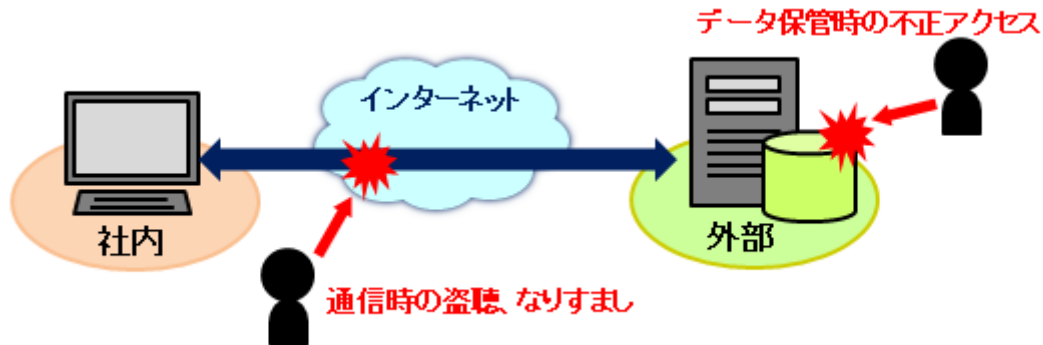 データ保管時の不正アクセス
インターネット
社内
外部
通信時の盗聴、なりすまし